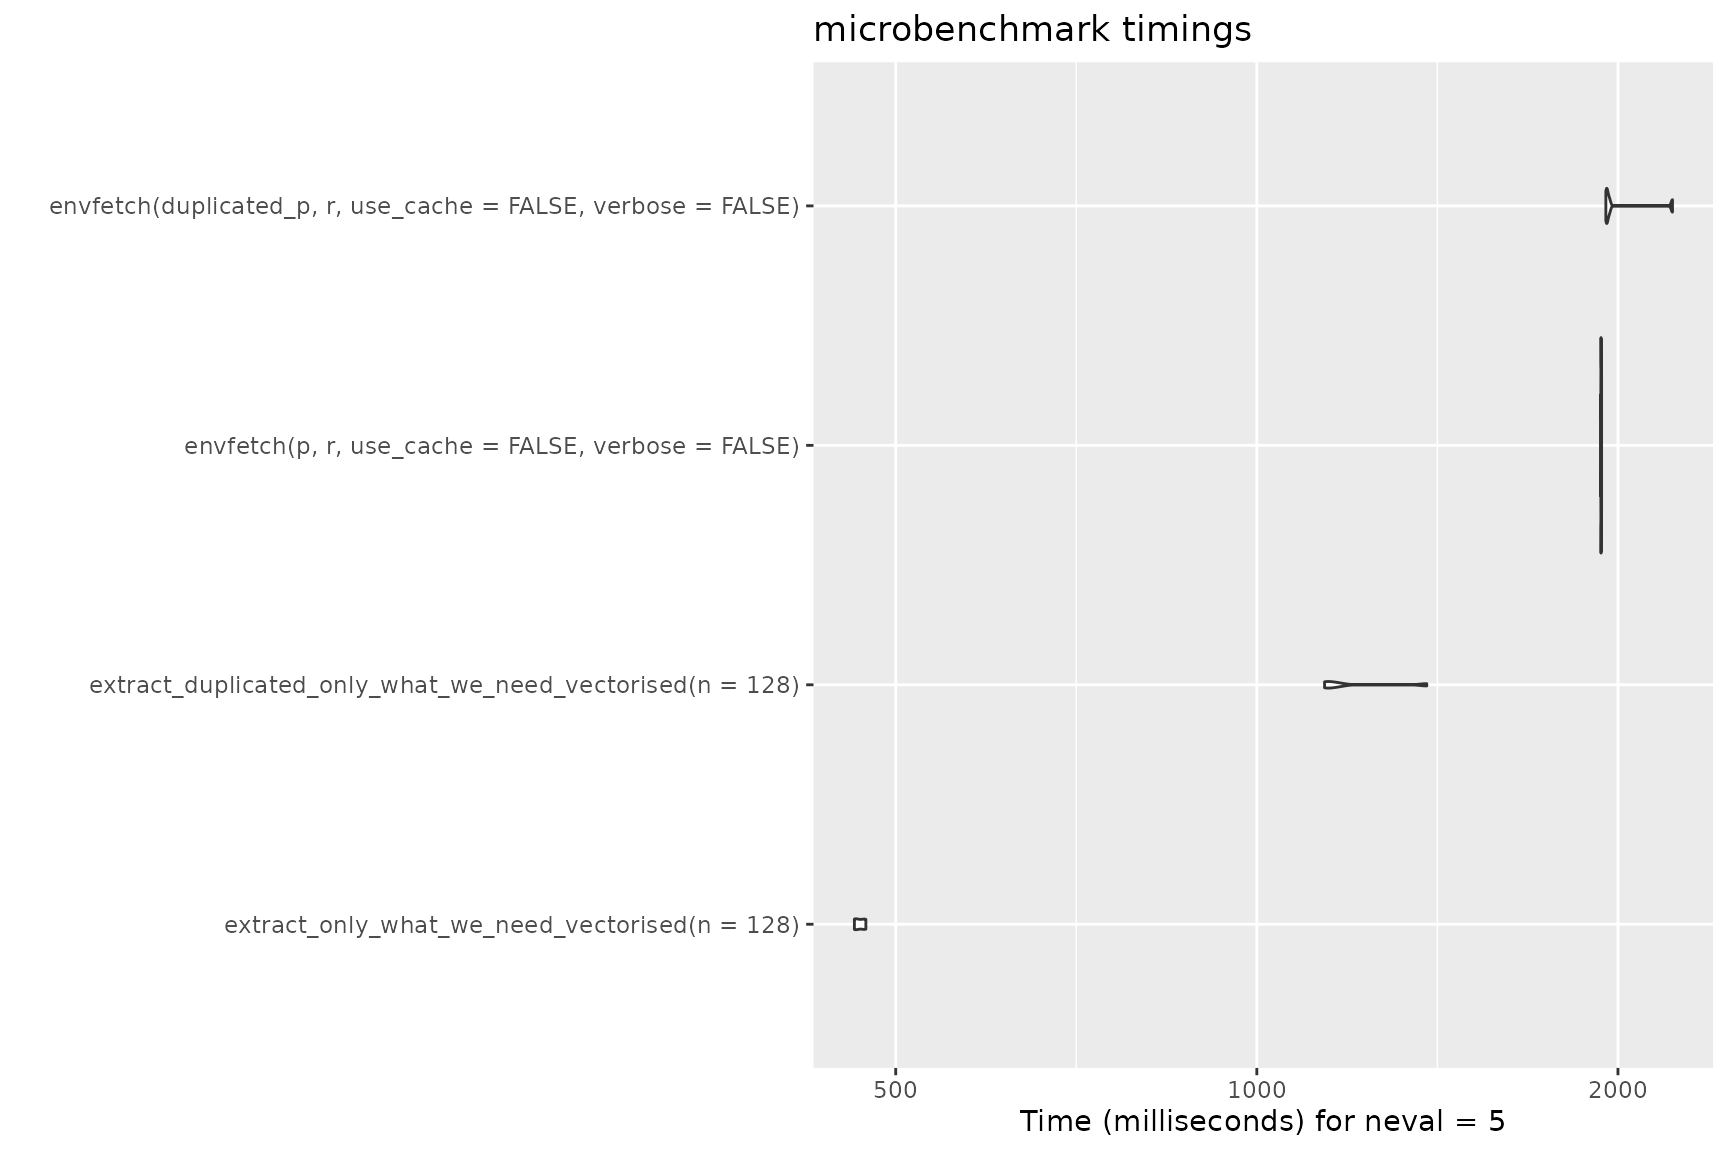 microbenchmark timings
envfetch(duplicated_p, r, use_cache = FALSE, verbose = FALSE)
envfetch(p, r, use_cache = FALSE, verbose = FALSE)
extract_duplicated_only_what_we_need_vectorised(n = 128)
extract_only_what_we_need_vectorised(n = 128)
500 1000 2000
Time (milliseconds) for neval = 5